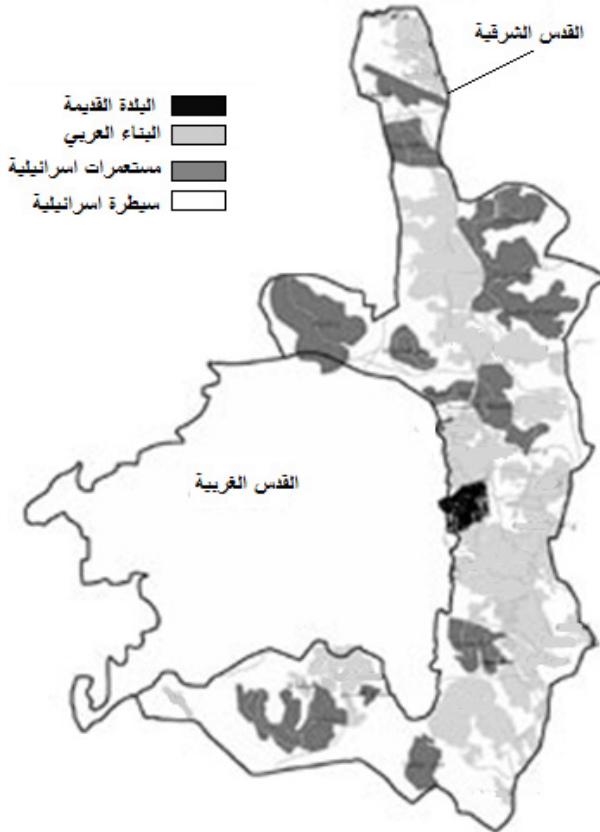 القدس الشرقية
البلدة القديمة
البناء العربي
مستعمرات اسرائيلية
سيطرة اسرائيلية
القدس الغربية